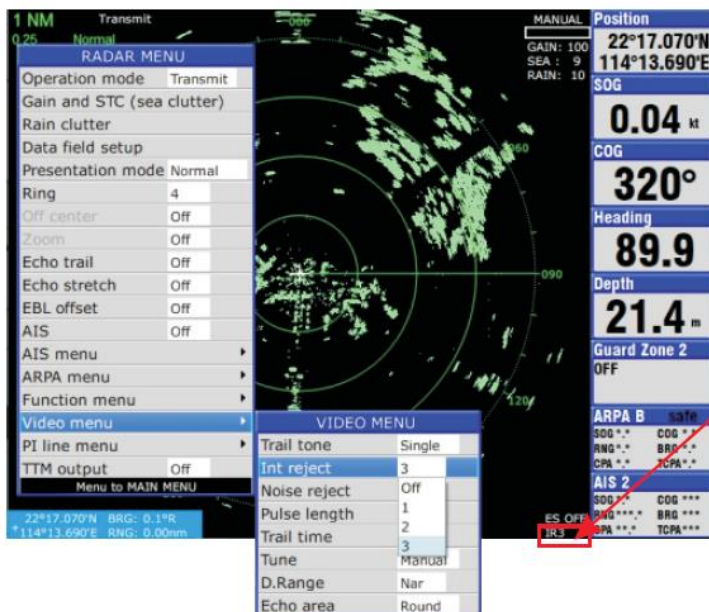 1 NM Transmit
0.25 Normal
000
060
090
120
MANUAL
GAIN: 100
SEA : 9
RAIN: 10
RADAR MENU
Operation mode Transmit
Gain and STC (sea clutter)
Rain clutter
Data field setup
Presentation mode Normal
Ring 4
Off center Off
Zoom Off
Echo trail Off
Echo stretch Off
EBL offset Off
AIS Off
AIS menu
ARPA menu
Function menu
Video menu
PI line menu
TTM output Off
Menu to MAIN MENU
22°17.070'N BRG: 0.1°R
+114°13.690'E RNG: 0.00nm
VIDEO MENU
Trail tone Single
Int reject 3
Noise reject Off
Pulse length 1
Trail time 2
3
Tune Manual
D.Range Nar
Echo area Round
ES OFF
IR3
Position
22°17.070'N
114°13.690'E
SOG
0.04 kt
COG
320°
Heading
89.9
Depth
21.4 m
Guard Zone 2
OFF
ARPA B safe
SOG *.* COG ***
RNG *.* BRG *.*
CPA *.* TCPA *.*
AIS 2
SOG **.* COG ***
RNG ***.* BRG ***
CPA **.* TCPA ***